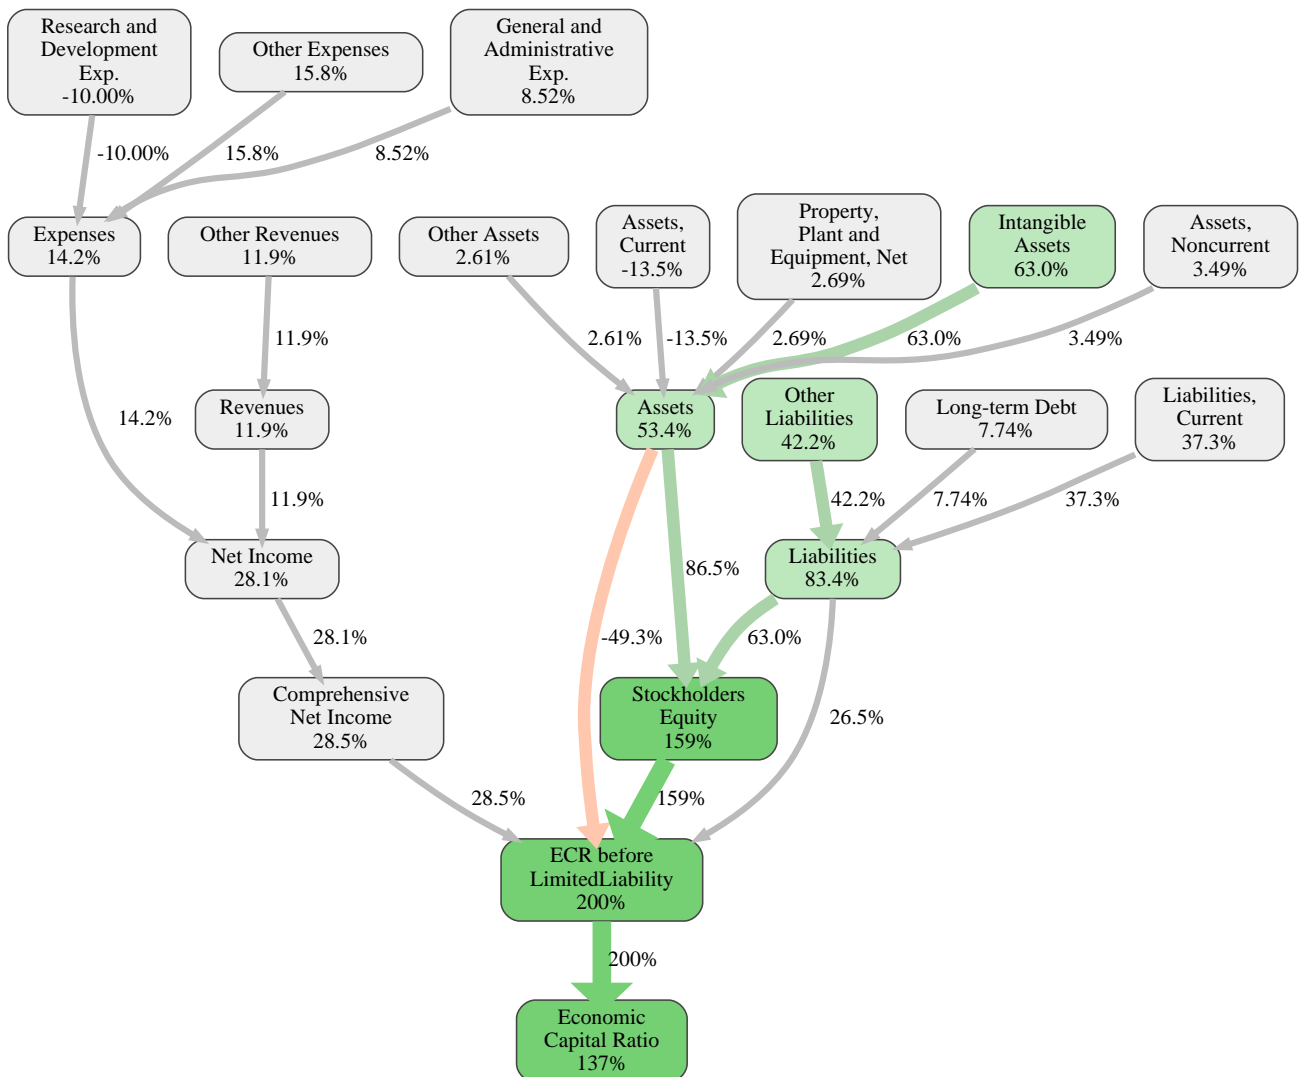 Research and
Development
Exp.
-10.00%
Other Expenses
15.8%
General and
Administrative
Exp.
8.52%
-10.00%
15.8%
8.52%
Expenses
14.2%
Other Revenues
11.9%
Other Assets
2.61%
Assets,
Current
-13.5%
Property,
Plant and
Equipment, Net
2.69%
Intangible
Assets
63.0%
Assets,
Noncurrent
3.49%
11.9%
2.61%
-13.5%
2.69%
63.0%
3.49%
14.2%
Revenues
11.9%
Assets
53.4%
Other
Liabilities
42.2%
Long-term Debt
7.74%
Liabilities,
Current
37.3%
11.9%
42.2%
7.74%
37.3%
Net Income
28.1%
86.5%
Liabilities
83.4%
28.1%
-49.3%
63.0%
Comprehensive
Net Income
28.5%
Stockholders
Equity
159%
26.5%
28.5%
159%
ECR before
LimitedLiability
200%
200%
Economic
Capital Ratio
137%